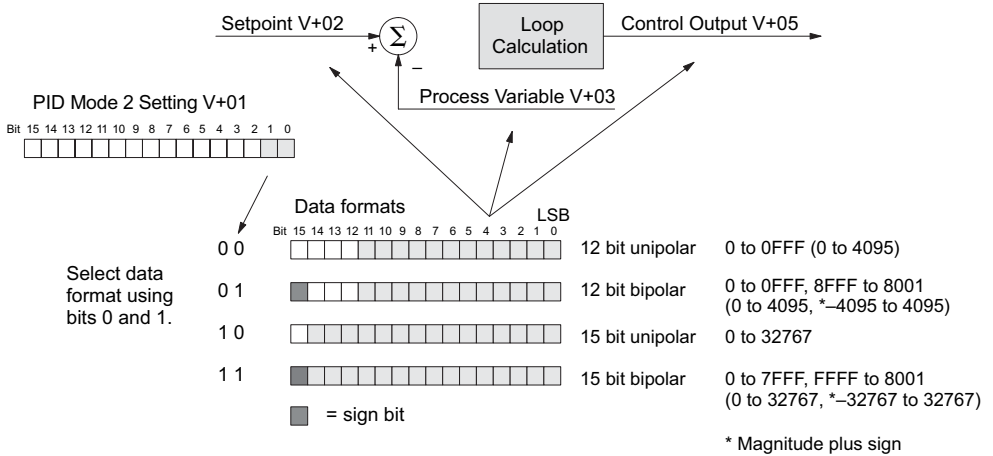 Setpoint V+02
+
Σ
–
Loop
Calculation
Control Output V+05
Process Variable V+03
PID Mode 2 Setting V+01
Bit 15 14 13 12 11 10 9 8 7 6 5 4 3 2 1 0
Data formats
LSB
Bit 15 14 13 12 11 10 9 8 7 6 5 4 3 2 1 0
Select data
format using
bits 0 and 1.
0 0 12 bit unipolar 0 to 0FFF (0 to 4095)
0 1 12 bit bipolar 0 to 0FFF, 8FFF to 8001
(0 to 4095, *–4095 to 4095)
1 0 15 bit unipolar 0 to 32767
1 1 15 bit bipolar 0 to 7FFF, FFFF to 8001
(0 to 32767, *–32767 to 32767)
= sign bit
* Magnitude plus sign